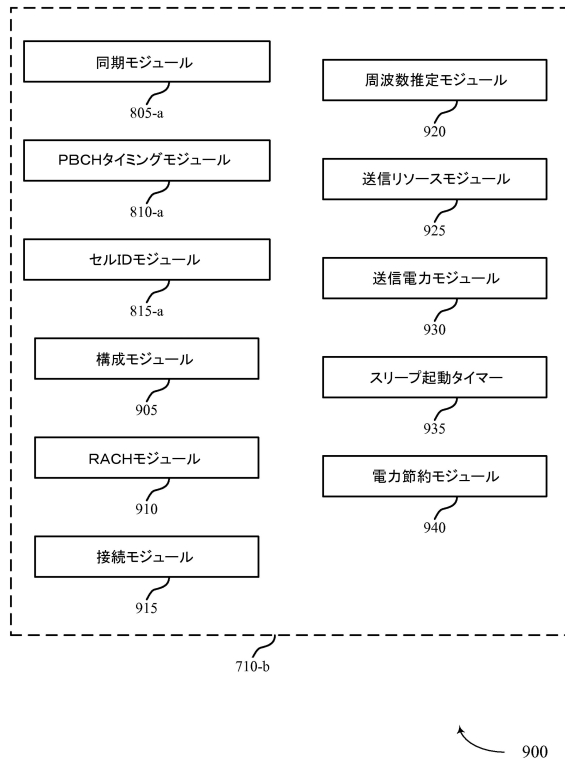 同期モジュール
805-a
PBCHタイミングモジュール
810-a
セルIDモジュール
815-a
構成モジュール
905
RACHモジュール
910
接続モジュール
915
周波数推定モジュール
920
送信リソースモジュール
925
送信電力モジュール
930
スリープ起動タイマー
935
電力節約モジュール
940
710-b
900